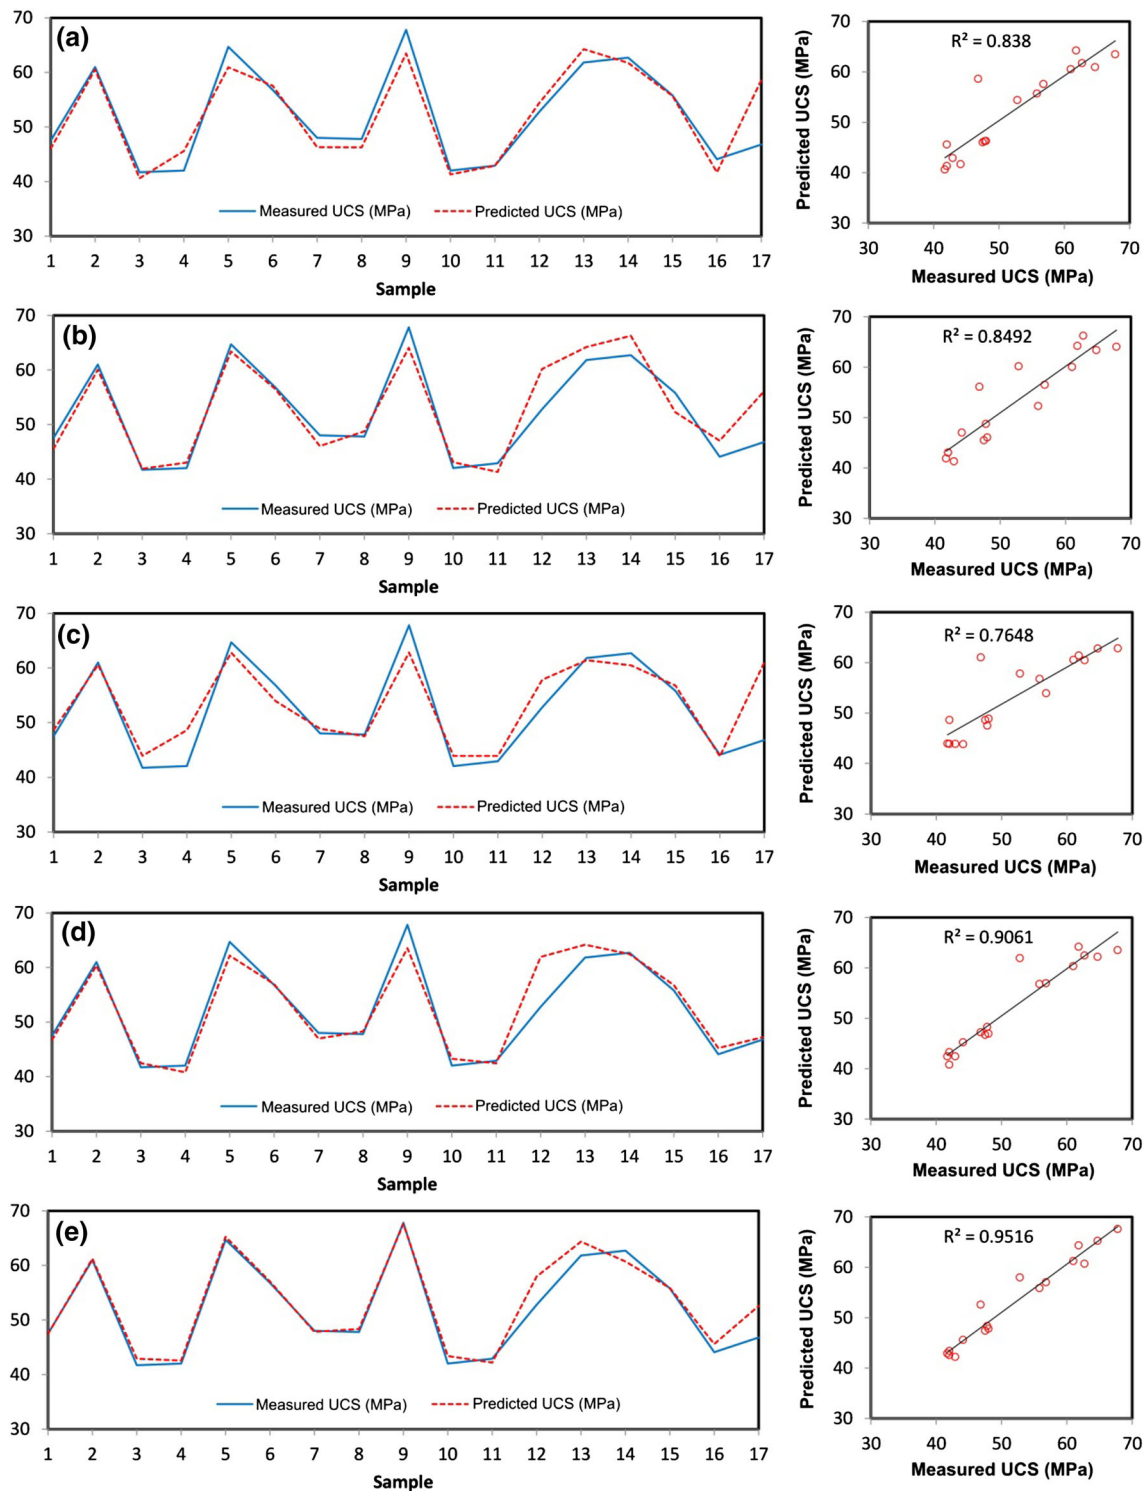 (a)
70
60
50
40
30
Measured UCS (MPa) Predicted UCS (MPa)
1 2 3 4 5 6 7 8 9 10 11 12 13 14 15 16 17
Sample
R² = 0.838
Predicted UCS (MPa)
70
60
50
40
30
30 40 50 60 70
Measured UCS (MPa)
(b)
70
60
50
40
30
Measured UCS (MPa) Predicted UCS (MPa)
1 2 3 4 5 6 7 8 9 10 11 12 13 14 15 16 17
Sample
R² = 0.8492
Predicted UCS (MPa)
70
60
50
40
30
30 40 50 60 70
Measured UCS (MPa)
(c)
70
60
50
40
30
Measured UCS (MPa) Predicted UCS (MPa)
1 2 3 4 5 6 7 8 9 10 11 12 13 14 15 16 17
Sample
R² = 0.7648
Predicted UCS (MPa)
70
60
50
40
30
30 40 50 60 70
Measured UCS (MPa)
(d)
70
60
50
40
30
Measured UCS (MPa) Predicted UCS (MPa)
1 2 3 4 5 6 7 8 9 10 11 12 13 14 15 16 17
Sample
R² = 0.9061
Predicted UCS (MPa)
70
60
50
40
30
30 40 50 60 70
Measured UCS (MPa)
(e)
70
60
50
40
30
Measured UCS (MPa) Predicted UCS (MPa)
1 2 3 4 5 6 7 8 9 10 11 12 13 14 15 16 17
Sample
R² = 0.9516
Predicted UCS (MPa)
70
60
50
40
30
30 40 50 60 70
Measured UCS (MPa)